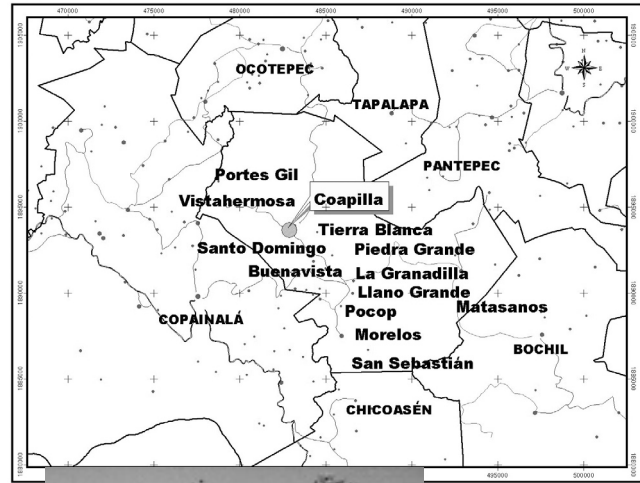 470000 475000 480000 485000 490000 495000 500000
OCOTEPEC
N
W E
S
TAPALAPA
PANTEPEC
Portes Gil
Vistahermosa
Coapilla
Tierra Blanca
Santo Domingo
Piedra Grande
Buenavista
La Granadilla
Llano Grande
Matasanos
Pocop
COPAINALÁ
Morelos
BOCHIL
San Sebastián
CHICOASÉN
495000 500000